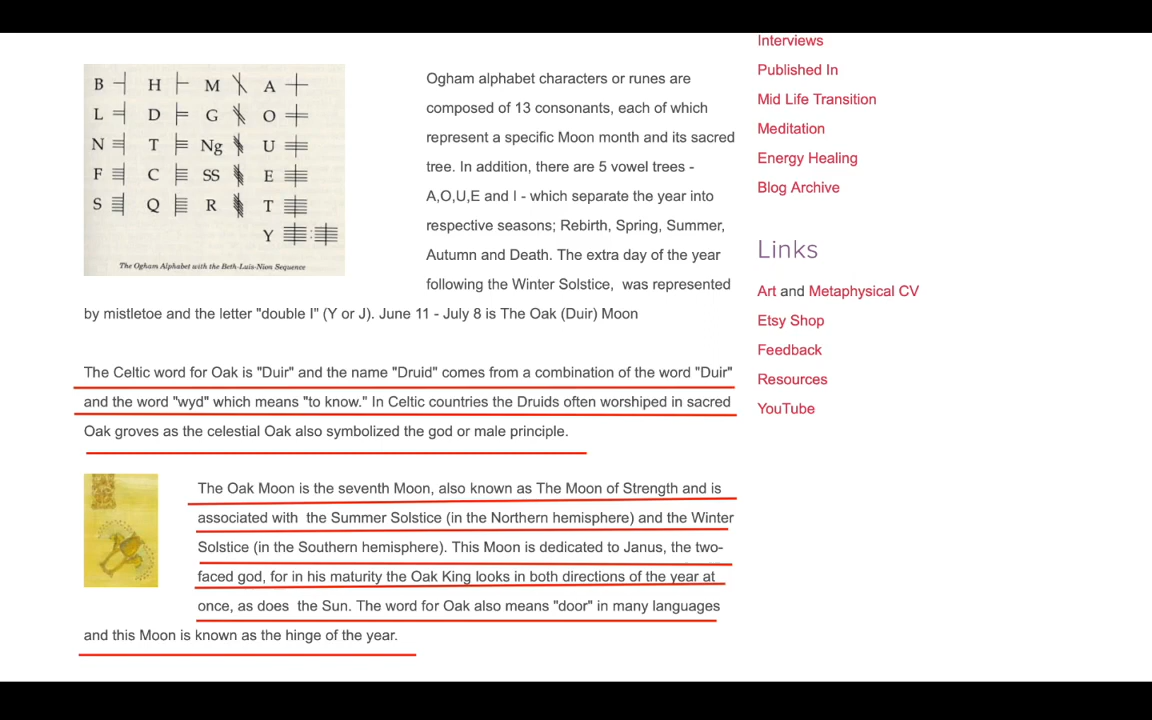 B H M A
L D G O
N T Ng U
F C SS E
S Q R T
Y
The Ogham Alphabet with the Beth-Luis-Nion Sequence
Ogham alphabet characters or runes are
composed of 13 consonants, each of which
represent a specific Moon month and its sacred
tree. In addition, there are 5 vowel trees -
A,O,U,E and I - which separate the year into
respective seasons; Rebirth, Spring, Summer,
Autumn and Death. The extra day of the year
following the Winter Solstice,  was represented
by mistletoe and the letter "double I" (Y or J). June 11 - July 8 is The Oak (Duir) Moon
The Celtic word for Oak is "Duir" and the name "Druid" comes from a combination of the word "Duir"
and the word "wyd" which means "to know." In Celtic countries the Druids often worshiped in sacred
Oak groves as the celestial Oak also symbolized the god or male principle.
The Oak Moon is the seventh Moon, also known as The Moon of Strength and is
associated with  the Summer Solstice (in the Northern hemisphere) and the Winter
Solstice (in the Southern hemisphere). This Moon is dedicated to Janus, the two-
faced god, for in his maturity the Oak King looks in both directions of the year at
once, as does  the Sun. The word for Oak also means "door" in many languages
and this Moon is known as the hinge of the year.
Interviews
Published In
Mid Life Transition
Meditation
Energy Healing
Blog Archive
Links
Art and Metaphysical CV
Etsy Shop
Feedback
Resources
YouTube